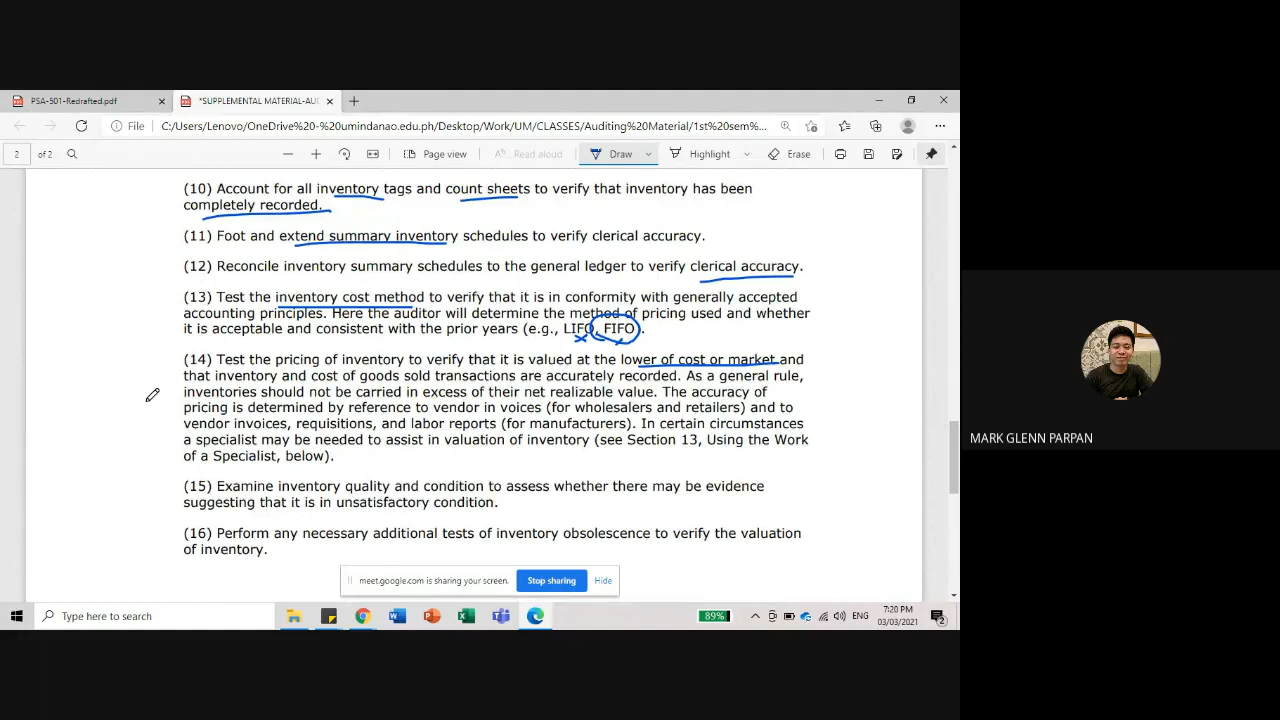 PSA-501-Redrafted.pdf
*SUPPLEMENTAL MATERIAL-AUD
File C:/Users/Lenovo/OneDrive%20-%20umindanao.edu.ph/Desktop/Work/UM/CLASSES/Auditing%20Material/1st%20sem%...
2 of 2 Page view Read aloud Draw Highlight Erase
(10) Account for all inventory tags and count sheets to verify that inventory has been
completely recorded.
(11) Foot and extend summary inventory schedules to verify clerical accuracy.
(12) Reconcile inventory summary schedules to the general ledger to verify clerical accuracy.
(13) Test the inventory cost method to verify that it is in conformity with generally accepted
accounting principles. Here the auditor will determine the method of pricing used and whether
it is acceptable and consistent with the prior years (e.g., LIFO, FIFO).
(14) Test the pricing of inventory to verify that it is valued at the lower of cost or market and
that inventory and cost of goods sold transactions are accurately recorded. As a general rule,
inventories should not be carried in excess of their net realizable value. The accuracy of
pricing is determined by reference to vendor in voices (for wholesalers and retailers) and to
vendor invoices, requisitions, and labor reports (for manufacturers). In certain circumstances
a specialist may be needed to assist in valuation of inventory (see Section 13, Using the Work
of a Specialist, below).
(15) Examine inventory quality and condition to assess whether there may be evidence
suggesting that it is in unsatisfactory condition.
(16) Perform any necessary additional tests of inventory obsolescence to verify the valuation
of inventory.
meet.google.com is sharing your screen. Stop sharing Hide
Type here to search
89%
ENG
7:20 PM
03/03/2021
2
MARK GLENN PARPAN